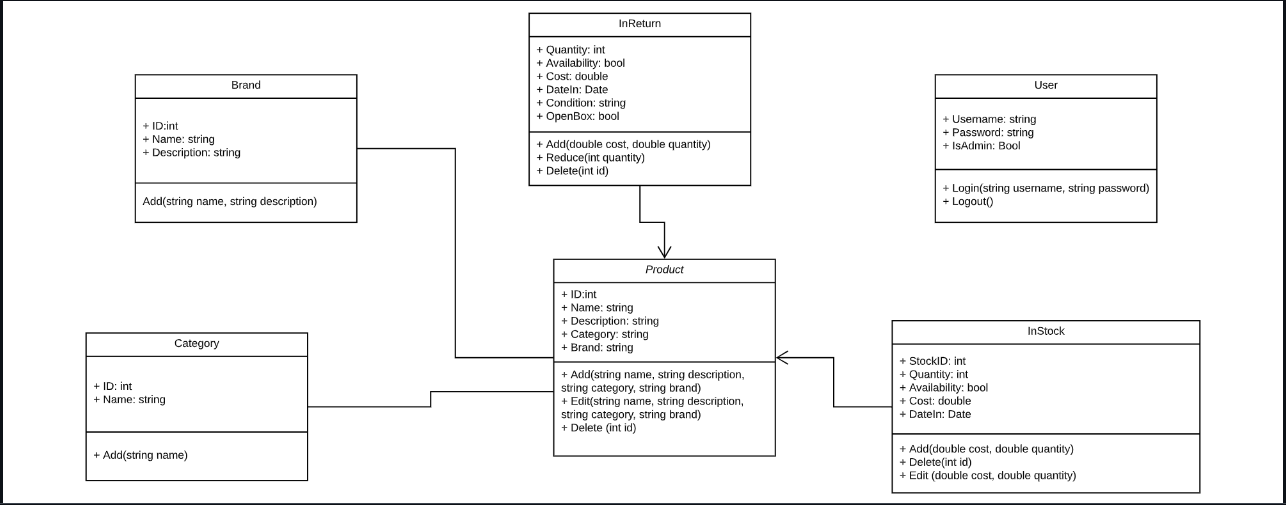 InReturn
+ Quantity: int
+ Availability: bool
+ Cost: double
+ DateIn: Date
+ Condition: string
+ OpenBox: bool
+ Add(double cost, double quantity)
+ Reduce(int quantity)
+ Delete(int id)
Brand
+ ID:int
+ Name: string
+ Description: string
Add(string name, string description)
User
+ Username: string
+ Password: string
+ IsAdmin: Bool
+ Login(string username, string password)
+ Logout()
Product
+ ID:int
+ Name: string
+ Description: string
+ Category: string
+ Brand: string
+ Add(string name, string description,
string category, string brand)
+ Edit(string name, string description,
string category, string brand)
+ Delete (int id)
Category
+ ID: int
+ Name: string
+ Add(string name)
InStock
+ StockID: int
+ Quantity: int
+ Availability: bool
+ Cost: double
+ DateIn: Date
+ Add(double cost, double quantity)
+ Delete(int id)
+ Edit (double cost, double quantity)